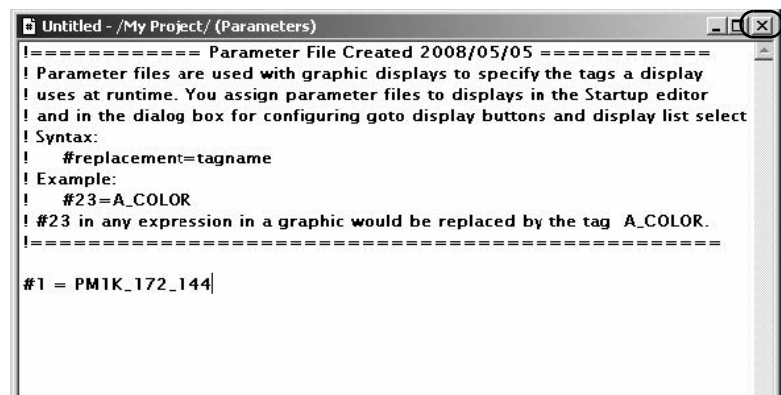 Untitled - /My Project/ (Parameters)
!============ Parameter File Created 2008/05/05 ============
! Parameter files are used with graphic displays to specify the tags a display
! uses at runtime. You assign parameter files to displays in the Startup editor
! and in the dialog box for configuring goto display buttons and display list select
! Syntax:
! #replacement=tagname
! Example:
! #23=A_COLOR
! #23 in any expression in a graphic would be replaced by the tag A_COLOR.
!================================================
#1 = PM1K_172_144